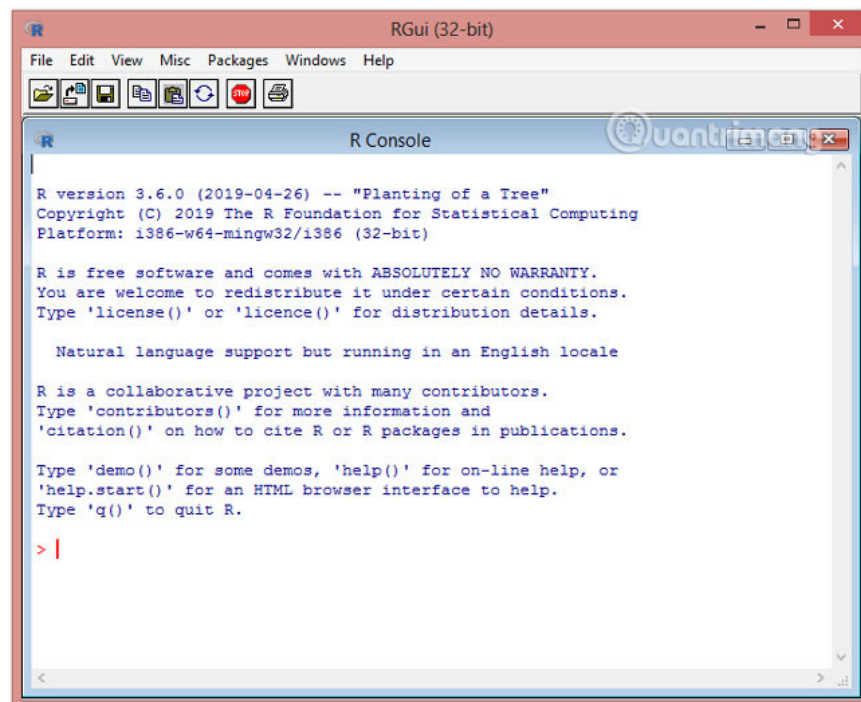 RGui (32-bit)
File Edit View Misc Packages Windows Help
STOP
R Console
Quantrimang
R version 3.6.0 (2019-04-26) -- "Planting of a Tree"
Copyright (C) 2019 The R Foundation for Statistical Computing
Platform: i386-w64-mingw32/i386 (32-bit)
R is free software and comes with ABSOLUTELY NO WARRANTY.
You are welcome to redistribute it under certain conditions.
Type 'license()' or 'licence()' for distribution details.
Natural language support but running in an English locale
R is a collaborative project with many contributors.
Type 'contributors()' for more information and
'citation()' on how to cite R or R packages in publications.
Type 'demo()' for some demos, 'help()' for on-line help, or
'help.start()' for an HTML browser interface to help.
Type 'q()' to quit R.
>